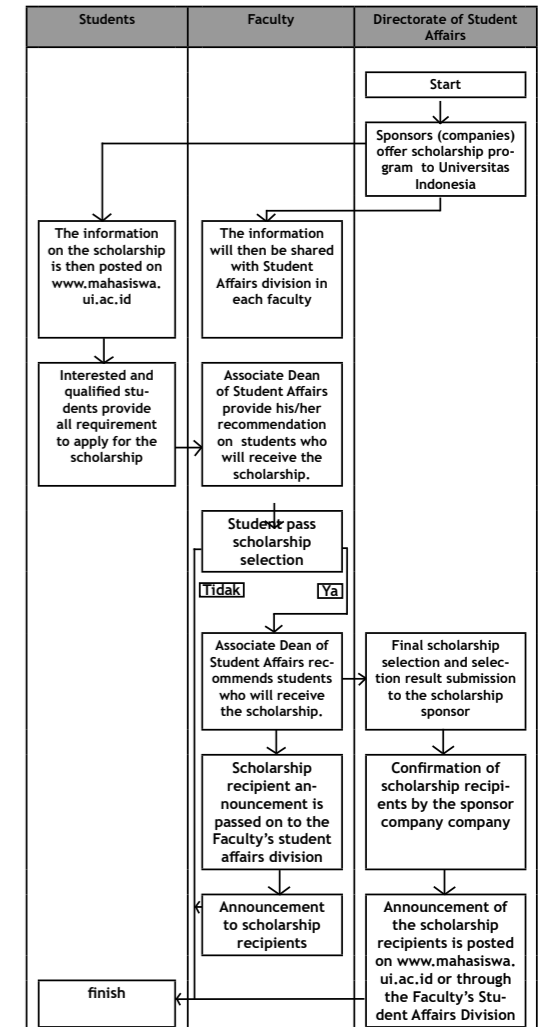 Students
Faculty
Directorate of Student
Affairs
Start
Sponsors (companies)
offer scholarship pro-
gram to Universitas
Indonesia
The information
on the scholarship
is then posted on
www.mahasiswa.
ui.ac.id
The information
will then be shared
with Student
Affairs division in
each faculty
Interested and
qualified stu-
dents provide
all requirement
to apply for the
scholarship
Associate Dean
of Student Affairs
provide his/her
recommendation
on students who
will receive the
scholarship.
Student pass
scholarship
selection
Tidak
Ya
Associate Dean of
Student Affairs rec-
ommends students
who will receive
the scholarship.
Final scholarship
selection and selec-
tion result submission
to the scholarship
sponsor
Scholarship
recipient an-
nouncement is
passed on to the
Faculty's student
affairs division
Confirmation of
scholarship recipi-
ents by the sponsor
company company
Announcement
to scholarship
recipients
Announcement of
the scholarship
recipients is posted
on www.mahasiswa.
ui.ac.id or through
the Faculty's Stu-
dent Affairs Division
finish